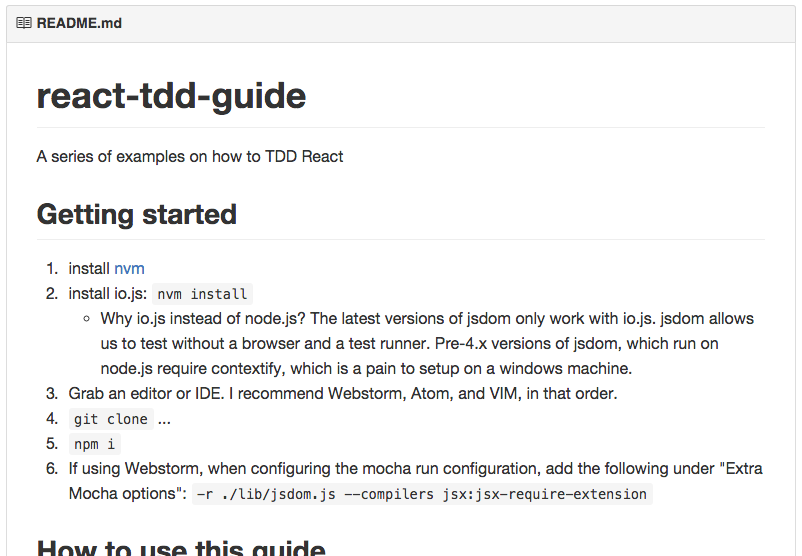 README.md
react-tdd-guide
A series of examples on how to TDD React
Getting started
1. install nvm
2. install io.js: nvm install
◦ Why io.js instead of node.js? The latest versions of jsdom only work with io.js. jsdom allows
us to test without a browser and a test runner. Pre-4.x versions of jsdom, which run on
node.js require contextify, which is a pain to setup on a windows machine.
3. Grab an editor or IDE. I recommend Webstorm, Atom, and VIM, in that order.
4. git clone ...
5. npm i
6. If using Webstorm, when configuring the mocha run configuration, add the following under "Extra
Mocha options": -r ./lib/jsdom.js --compilers jsx:jsx-require-extension
How to use this guide